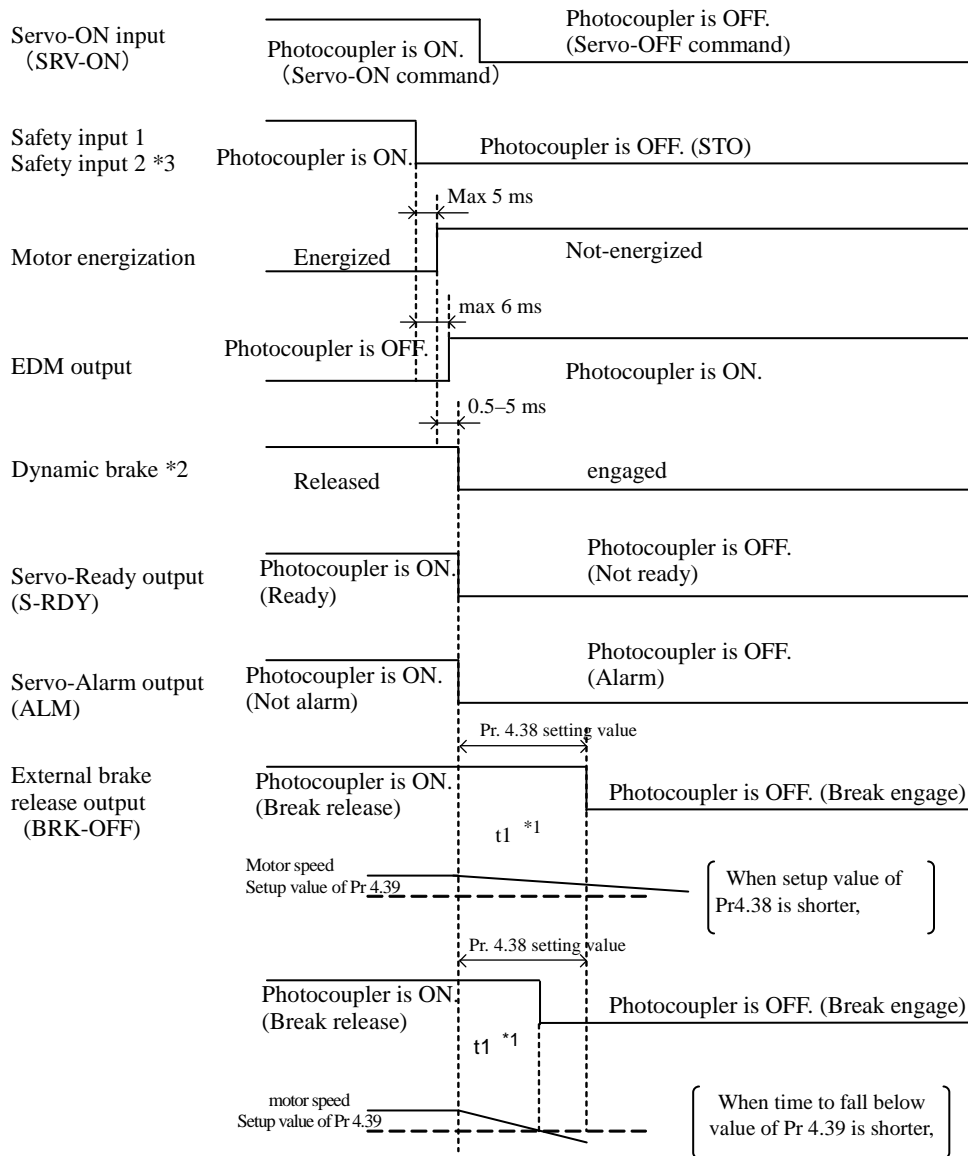 Servo-ON input
（SRV-ON）
Photocoupler is ON.
（Servo-ON command）
Photocoupler is OFF.
(Servo-OFF command)
Safety input 1
Safety input 2 *3
Photocoupler is ON.
Photocoupler is OFF. (STO)
Max 5 ms
Motor energization
Energized
Not-energized
max 6 ms
EDM output
Photocoupler is OFF.
Photocoupler is ON.
0.5–5 ms
Dynamic brake *2
Released
engaged
Servo-Ready output
(S-RDY)
Photocoupler is ON.
(Ready)
Photocoupler is OFF.
(Not ready)
Servo-Alarm output
(ALM)
Photocoupler is ON.
(Not alarm)
Photocoupler is OFF.
(Alarm)
Pr. 4.38 setting value
External brake
release output
（BRK-OFF)
Photocoupler is ON.
(Break release)
Photocoupler is OFF. (Break engage)
t1 *1
Motor speed
Setup value of Pr 4.39
When setup value of
Pr4.38 is shorter,
Pr. 4.38 setting value
Photocoupler is ON.
(Break release)
Photocoupler is OFF. (Break engage)
t1 *1
motor speed
Setup value of Pr 4.39
When time to fall below
value of Pr 4.39 is shorter,